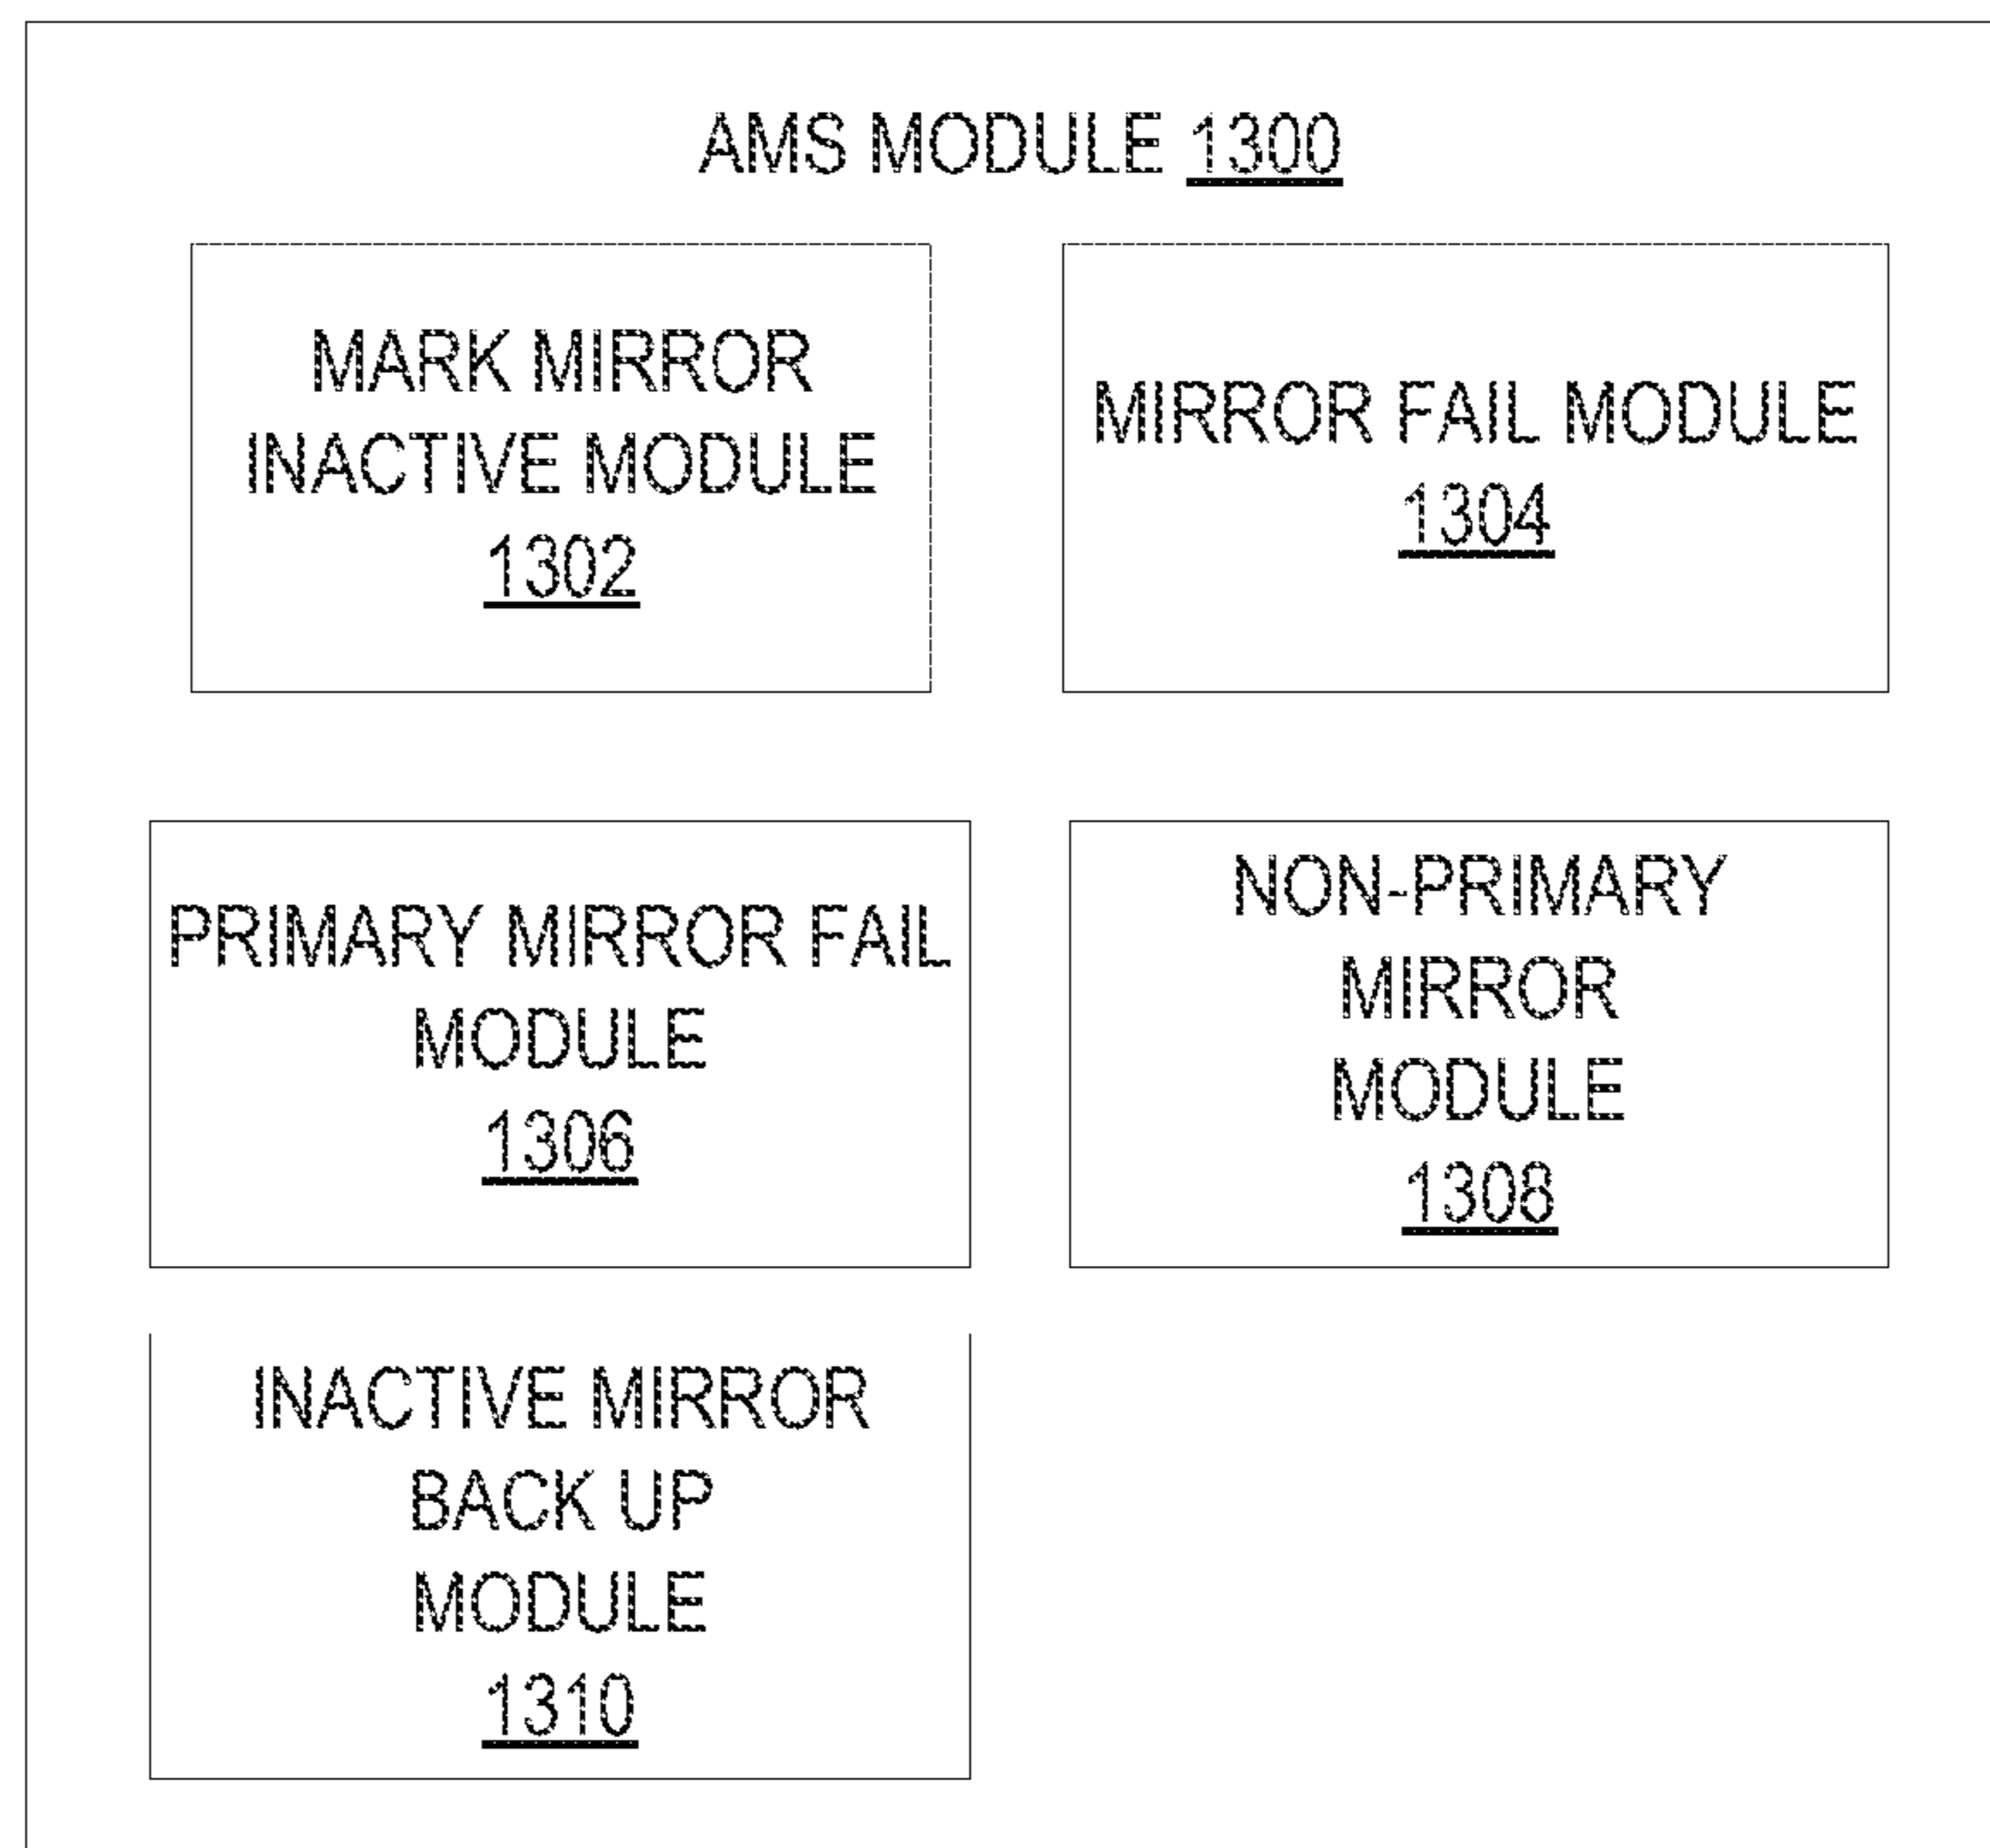 AMS MODULE 1300
MARK MIRROR
INACTIVE MODULE
1302
MIRROR FAIL MODULE
1304
PRIMARY MIRROR FAIL
MODULE
1306
NON-PRIMARY
MIRROR
MODULE
1308
INACTIVE MIRROR
BACK UP
MODULE
1310